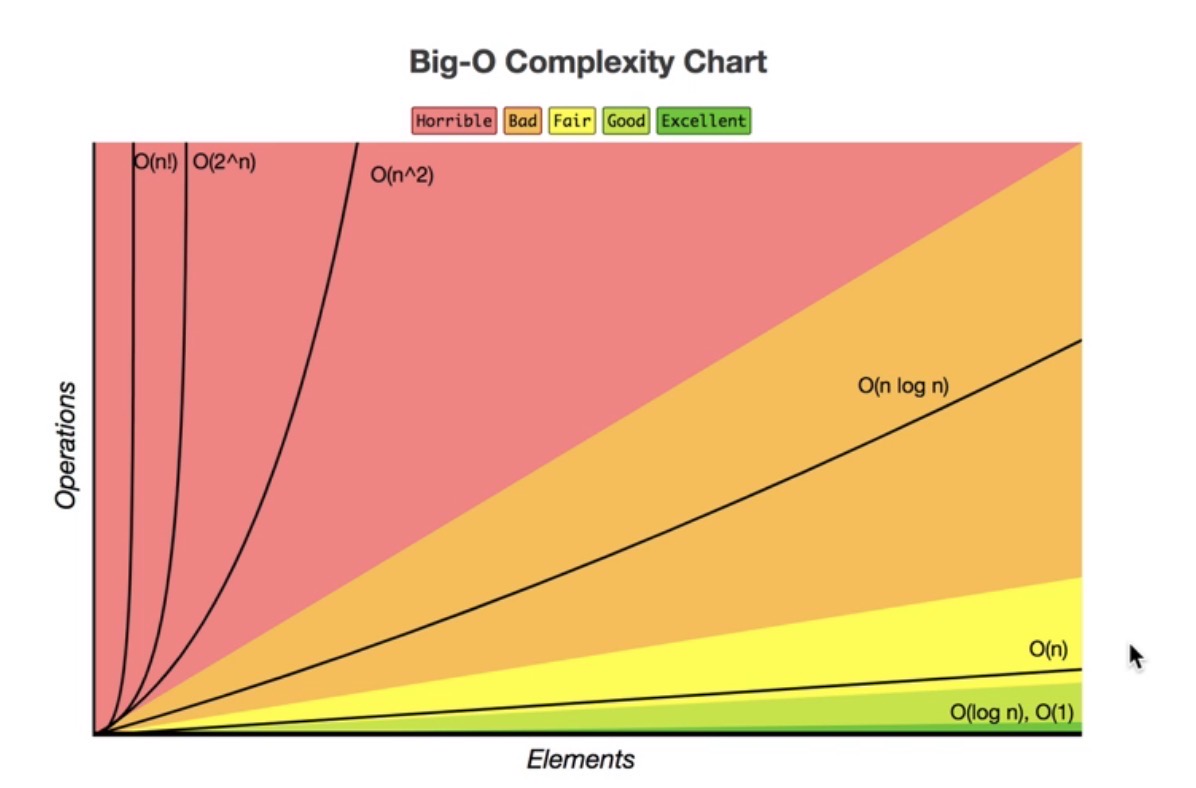 Big-O Complexity Chart
Horrible Bad Fair Good Excellent
O(n!) O(2^n)
O(n^2)
O(n log n)
Operations
O(n)
O(log n), O(1)
Elements